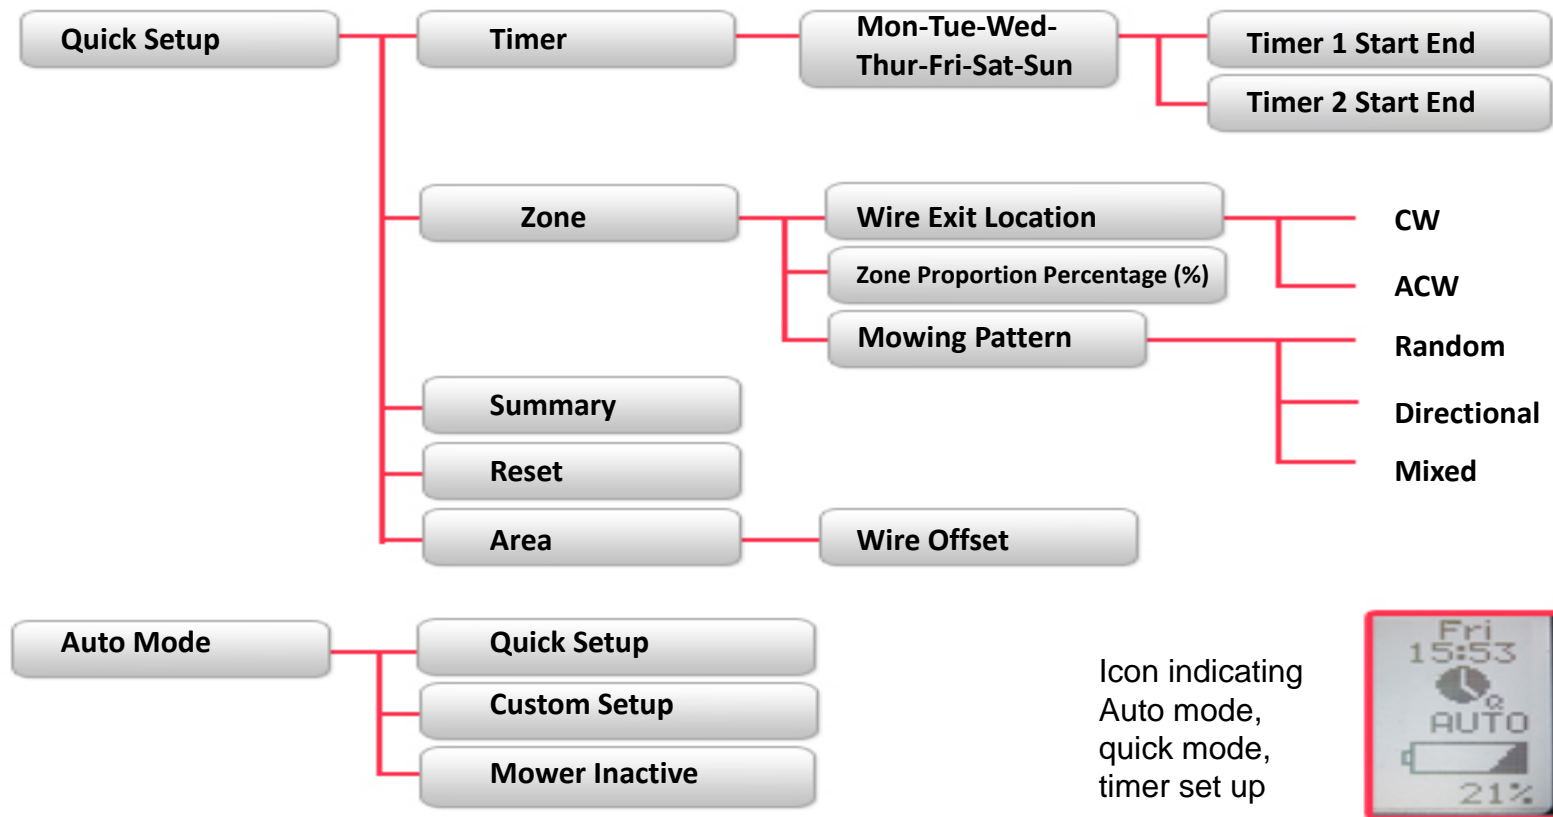 Quick Setup
Timer
Mon-Tue-Wed-
Thur-Fri-Sat-Sun
Timer 1 Start End
Timer 2 Start End
Zone
Wire Exit Location
CW
ACW
Zone Proportion Percentage (%)
Mowing Pattern
Random
Directional
Mixed
Summary
Reset
Area
Wire Offset
Auto Mode
Quick Setup
Custom Setup
Mower Inactive
Icon indicating
Auto mode,
quick mode,
timer set up
Fri
15:53
Q
AUTO
21%